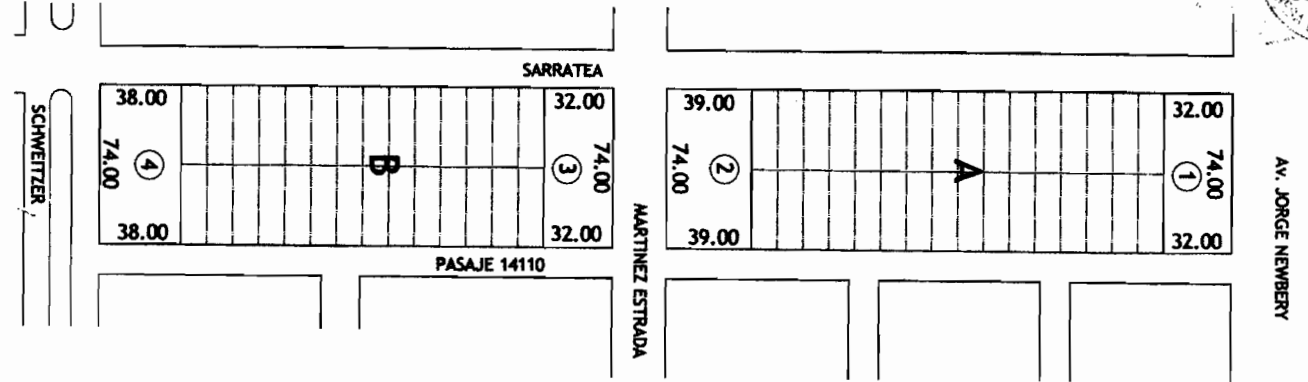 SARRATEA
38.00
32.00
39.00
32.00
SCHWEITZER
74.00
4
B
3
74.00
74.00
2
A
1
74.00
Av. JORGE NEWBERY
38.00
32.00
39.00
32.00
PASAJE 14110
MARTINEZ ESTRADA